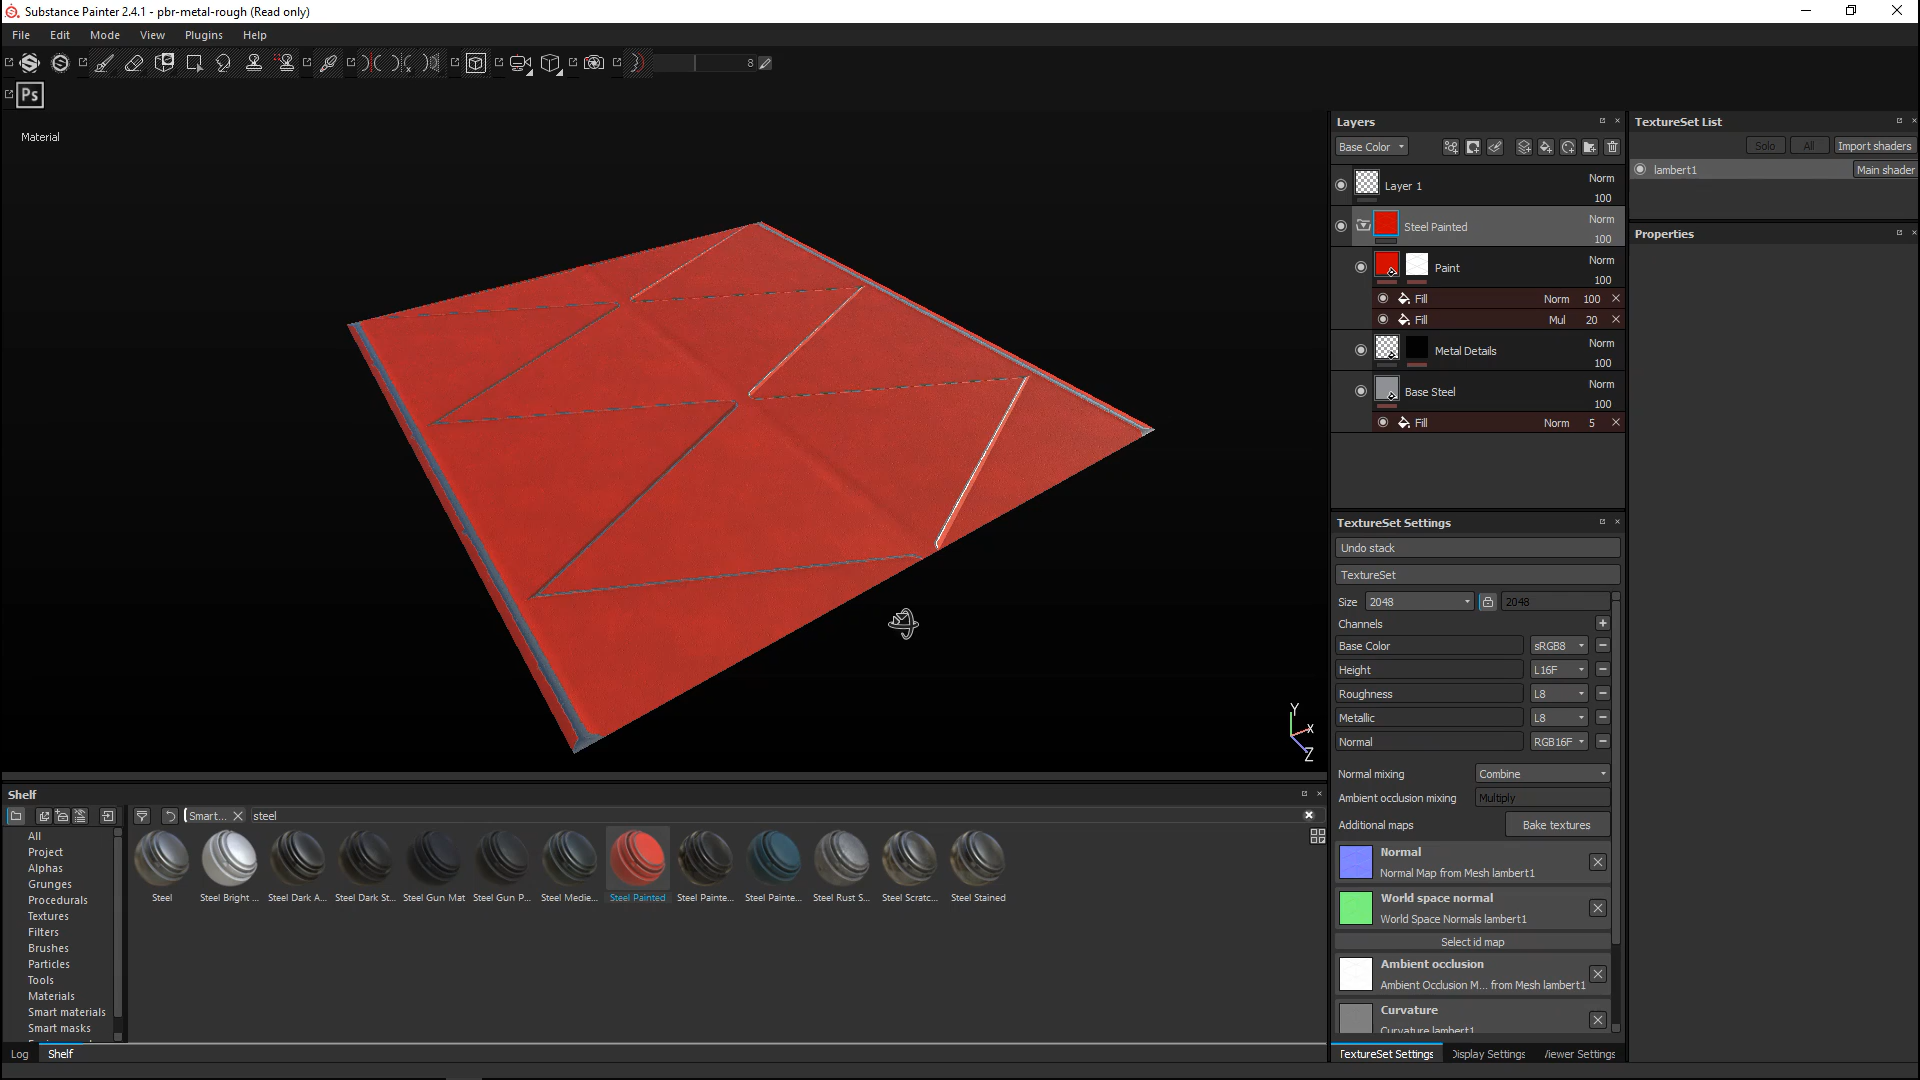 Substance Painter 2.4.1 - pbr-metal-rough (Read only)
File Edit Mode View Plugins Help
8
Ps
Material
Layers
Base Color
Layer 1 Norm 100
Steel Painted Norm 100
Paint Norm 100
Fill Norm 100
Fill Mul 20
Metal Details Norm 100
Base Steel Norm 100
Fill Norm 5
TextureSet List
Solo All Import shaders
lambert1 Main shader
Properties
TextureSet Settings
Undo stack
TextureSet
Size 2048 2048
Channels
Base Color sRGB8
Height L16F
Roughness L8
Metallic L8
Normal RGB16F
Normal mixing Combine
Ambient occlusion mixing Multiply
Additional maps Bake textures
Normal
Normal Map from Mesh lambert1
World space normal
World Space Normals lambert1
Select id map
Ambient occlusion
Ambient Occlusion M... from Mesh lambert1
Curvature
Curvature lambert1
TextureSet Settings Display Settings Viewer Settings
Y
X
Z
Shelf
Smart... steel
All
Project
Alphas
Grunges
Procedurals
Textures
Filters
Brushes
Particles
Tools
Materials
Smart materials
Smart masks
Steel Steel Bright ... Steel Dark A... Steel Dark St... Steel Gun Mat Steel Gun P... Steel Medie... Steel Painted Steel Painte... Steel Painte... Steel Rust S... Steel Scratc... Steel Stained
Log Shelf